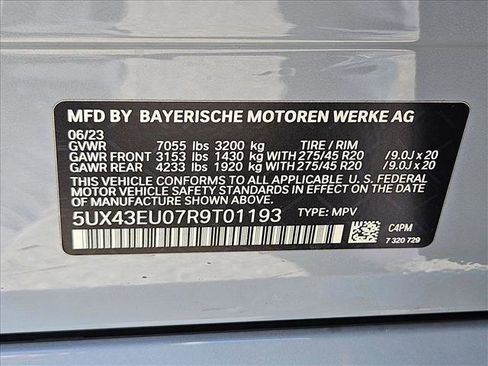 MFD BY BAYERISCHE MOTOREN WERKE AG
06/23
GVWR 7055 lbs 3200 kg TIRE / RIM
GAWR FRONT 3153 lbs 1430 kg WITH 275/45 R20 /9.0J x 20
GAWR REAR 4233 lbs 1920 kg WITH 275/45 R20 /9.0J x 20
THIS VEHICLE CONFORMS TO ALL APPLICABLE U.S. FEDERAL
MOTOR VEHICLE SAFETY STANDARDS IN EFFECT ON THE
DATE OF MANUFACTURE SHOWN ABOVE.
5UX43EU07R9T01193 TYPE: MPV
C4PM
7 320 729